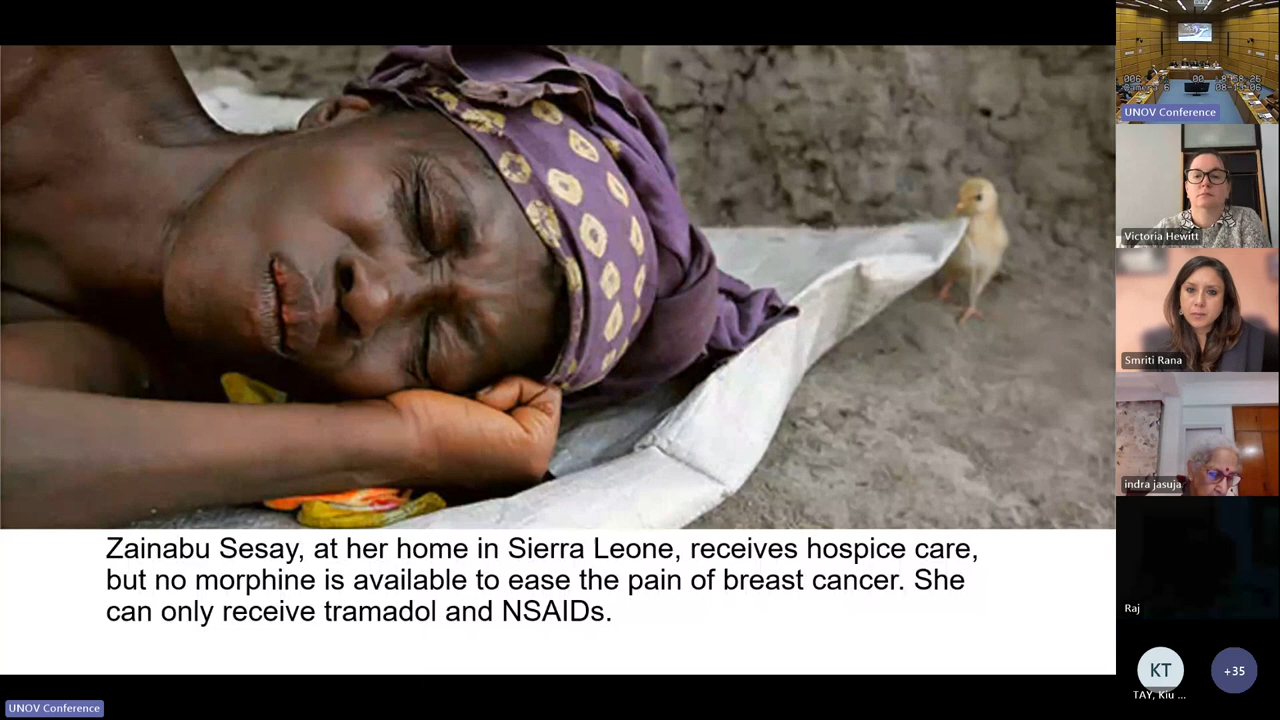 Zainabu Sesay, at her home in Sierra Leone, receives hospice care,
but no morphine is available to ease the pain of breast cancer. She
can only receive tramadol and NSAIDs.
UNOV Conference
UNOV Conference
Victoria Hewitt
Smriti Rana
indra jasuja
Raj
KT
TAY, Kiu ...
+35